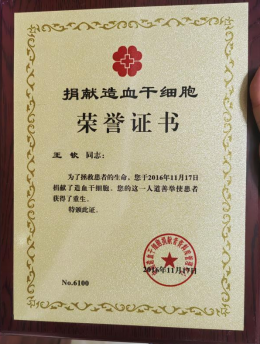 捐献造血干细胞
荣誉证书
王 钦 同志：
为了拯救患者的生命，您于2016年11月17日
捐献了造血干细胞。您的这一人道善举使患者
获得了重生。
特颁此证。
2016年11月17日
No.6100